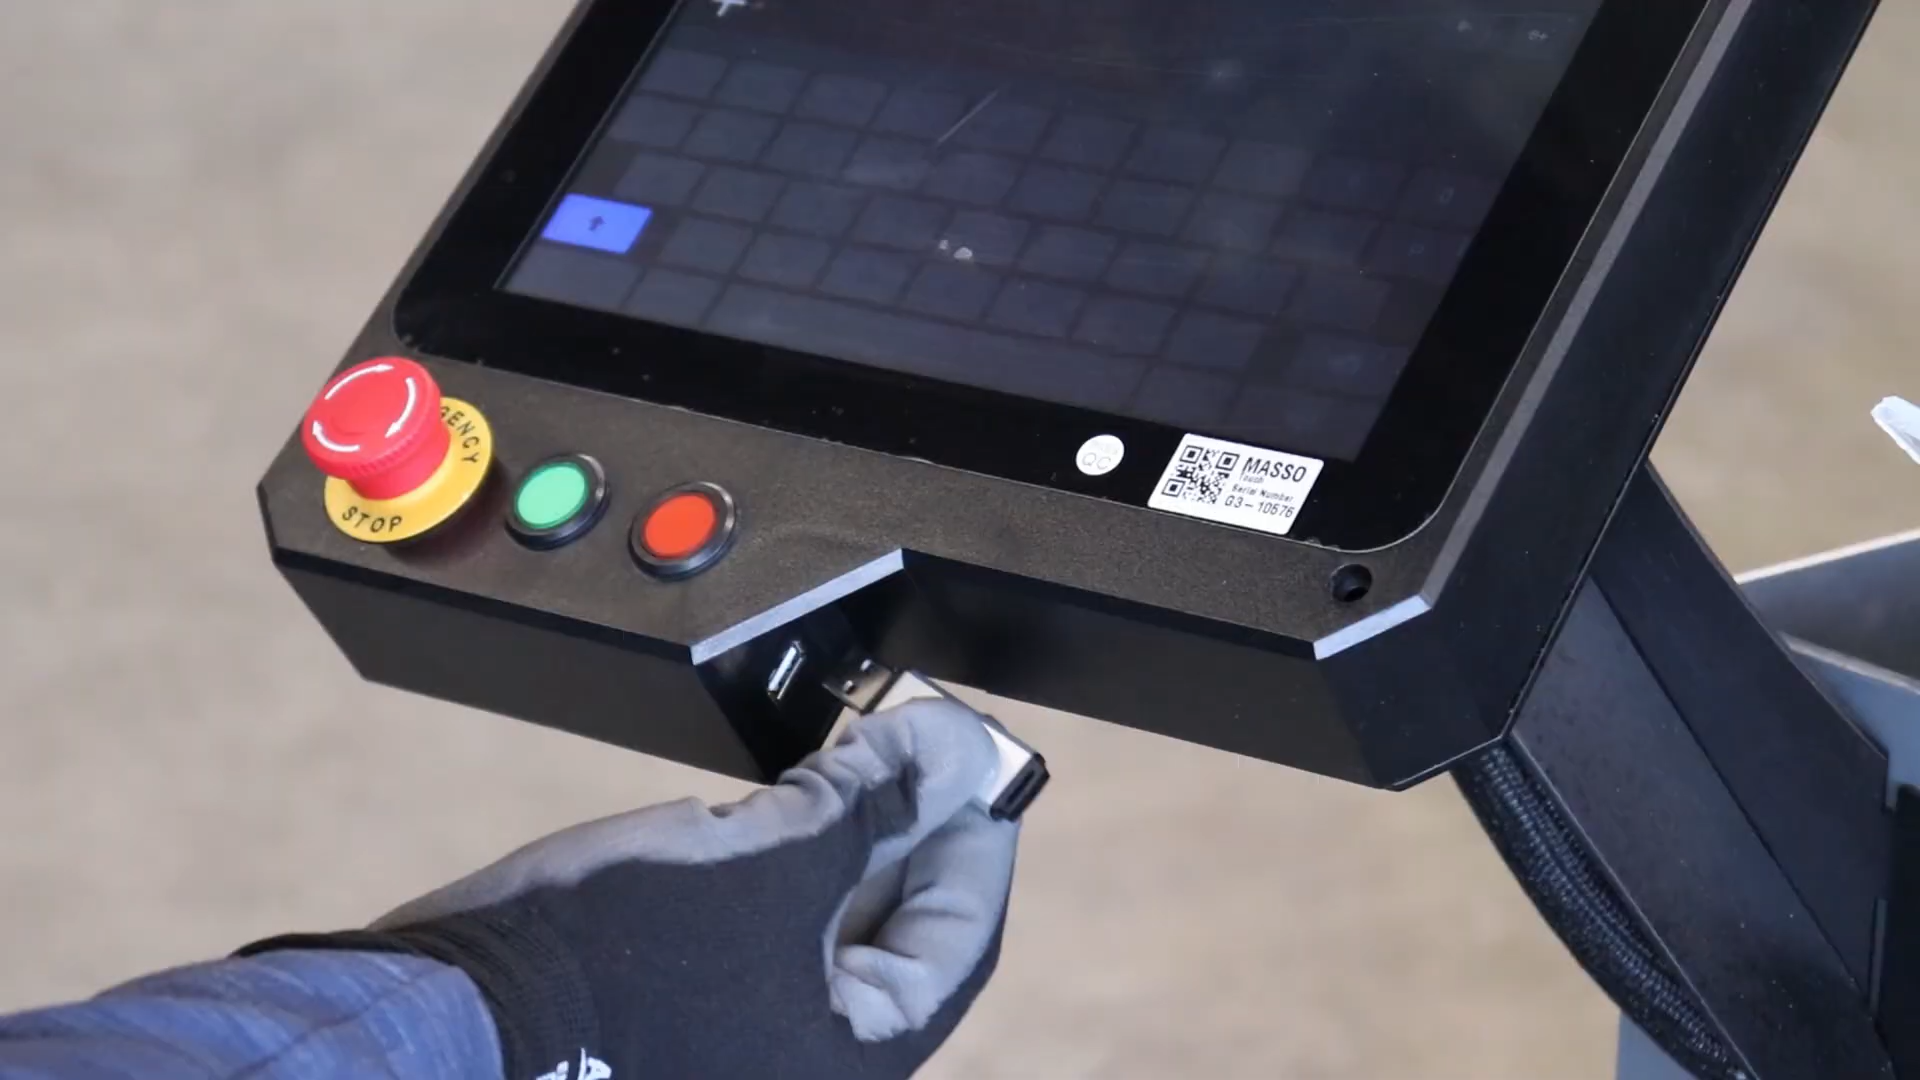 GENCY
STOP
QC
MASSO
Touch
Serial Number
G3-10576